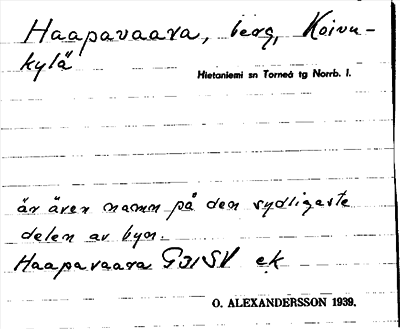 Haapavaara, berg, Koivu-
kylä
Hietaniemi sn Torneå tg Norrb. l.
är även namn på den sydligaste
delen av byn.
Haapavaara G31SV ek
O. ALEXANDERSSON 1939.